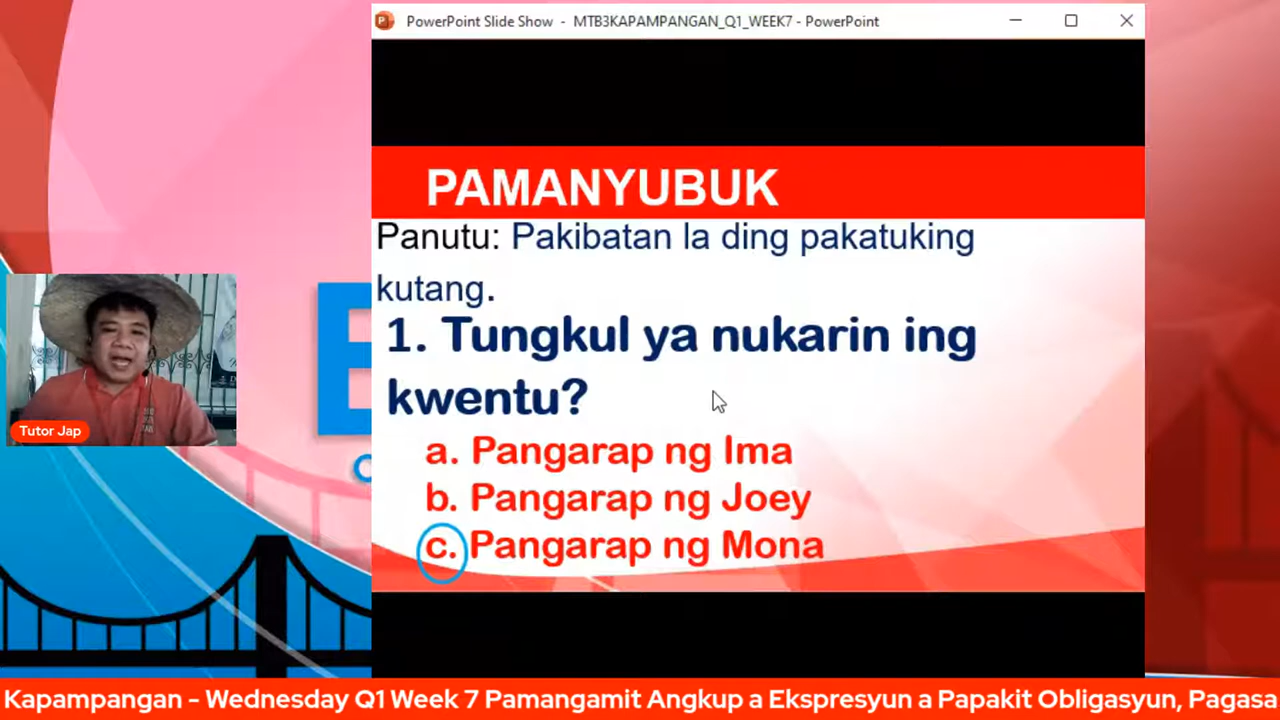 PowerPoint Slide Show - MTB3KAPAMPANGAN_Q1_WEEK7 - PowerPoint
PAMANYUBUK
Panutu: Pakibatan la ding pakatuking
kutang.
1. Tungkul ya nukarin ing
kwentu?
a. Pangarap ng Ima
b. Pangarap ng Joey
c. Pangarap ng Mona
Tutor Jap
Kapampangan - Wednesday Q1 Week 7 Pamangamit Angkup a Ekspresyun a Papakit Obligasyun, Pagasa